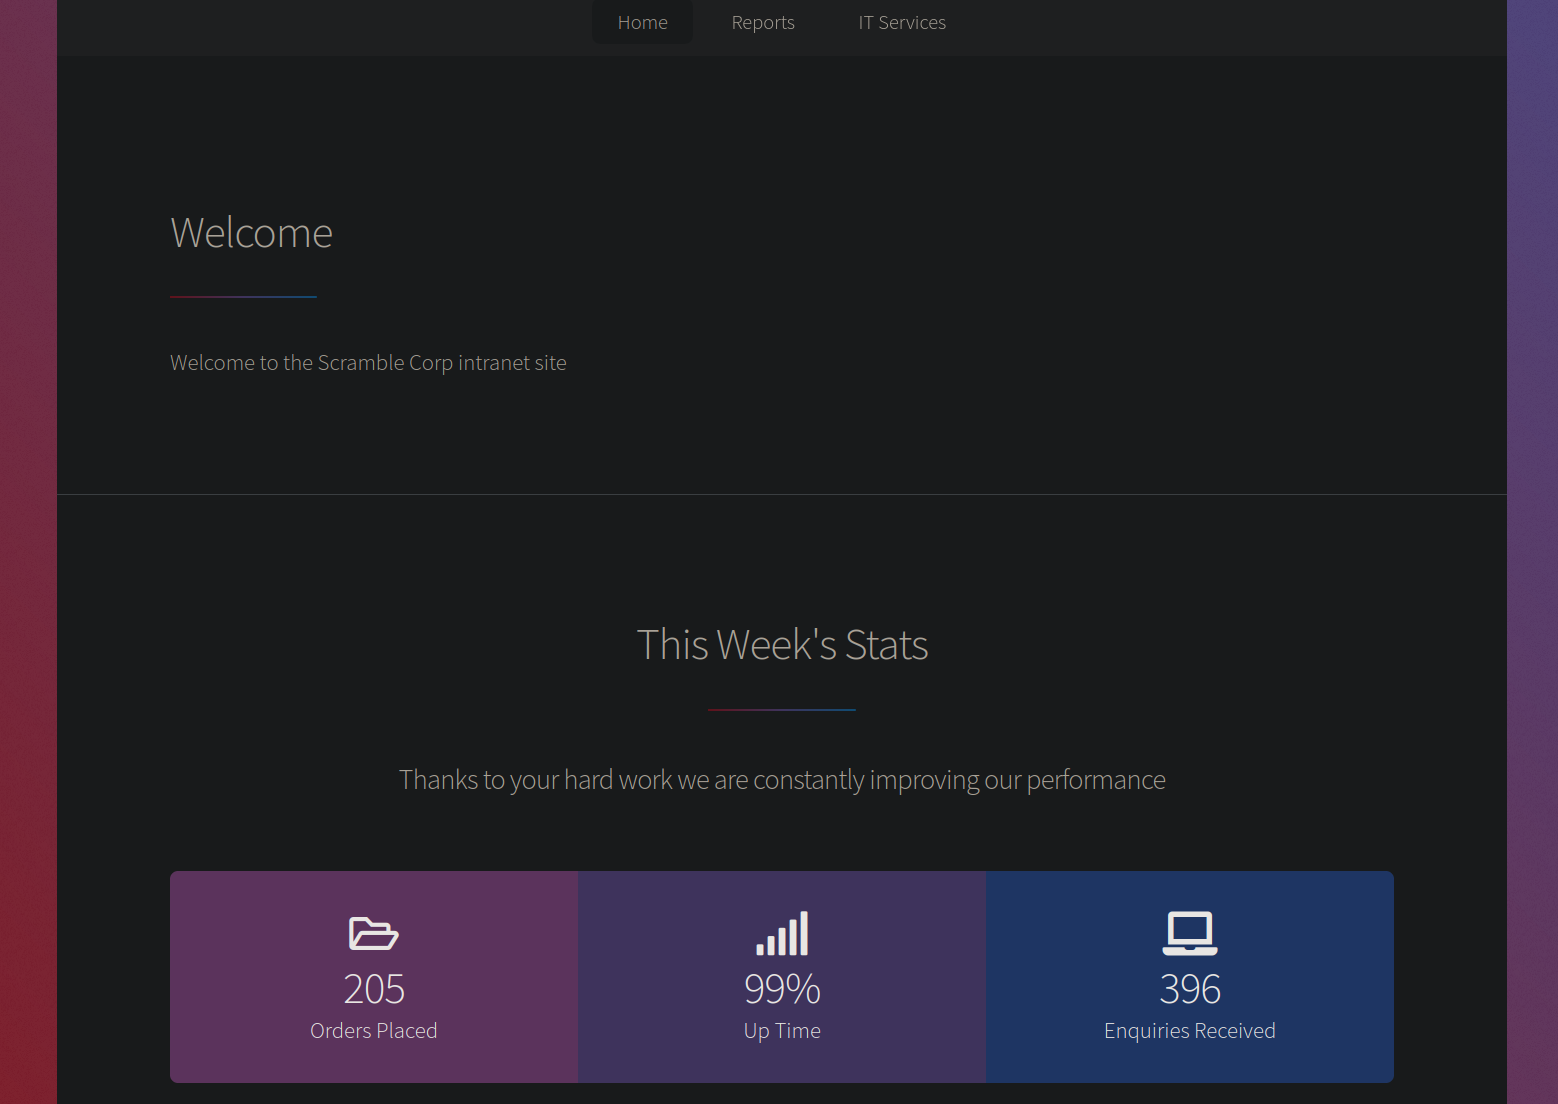 Home
Reports
IT Services
Welcome
Welcome to the Scramble Corp intranet site
This Week's Stats
Thanks to your hard work we are constantly improving our performance
205
Orders Placed
99%
Up Time
396
Enquiries Received